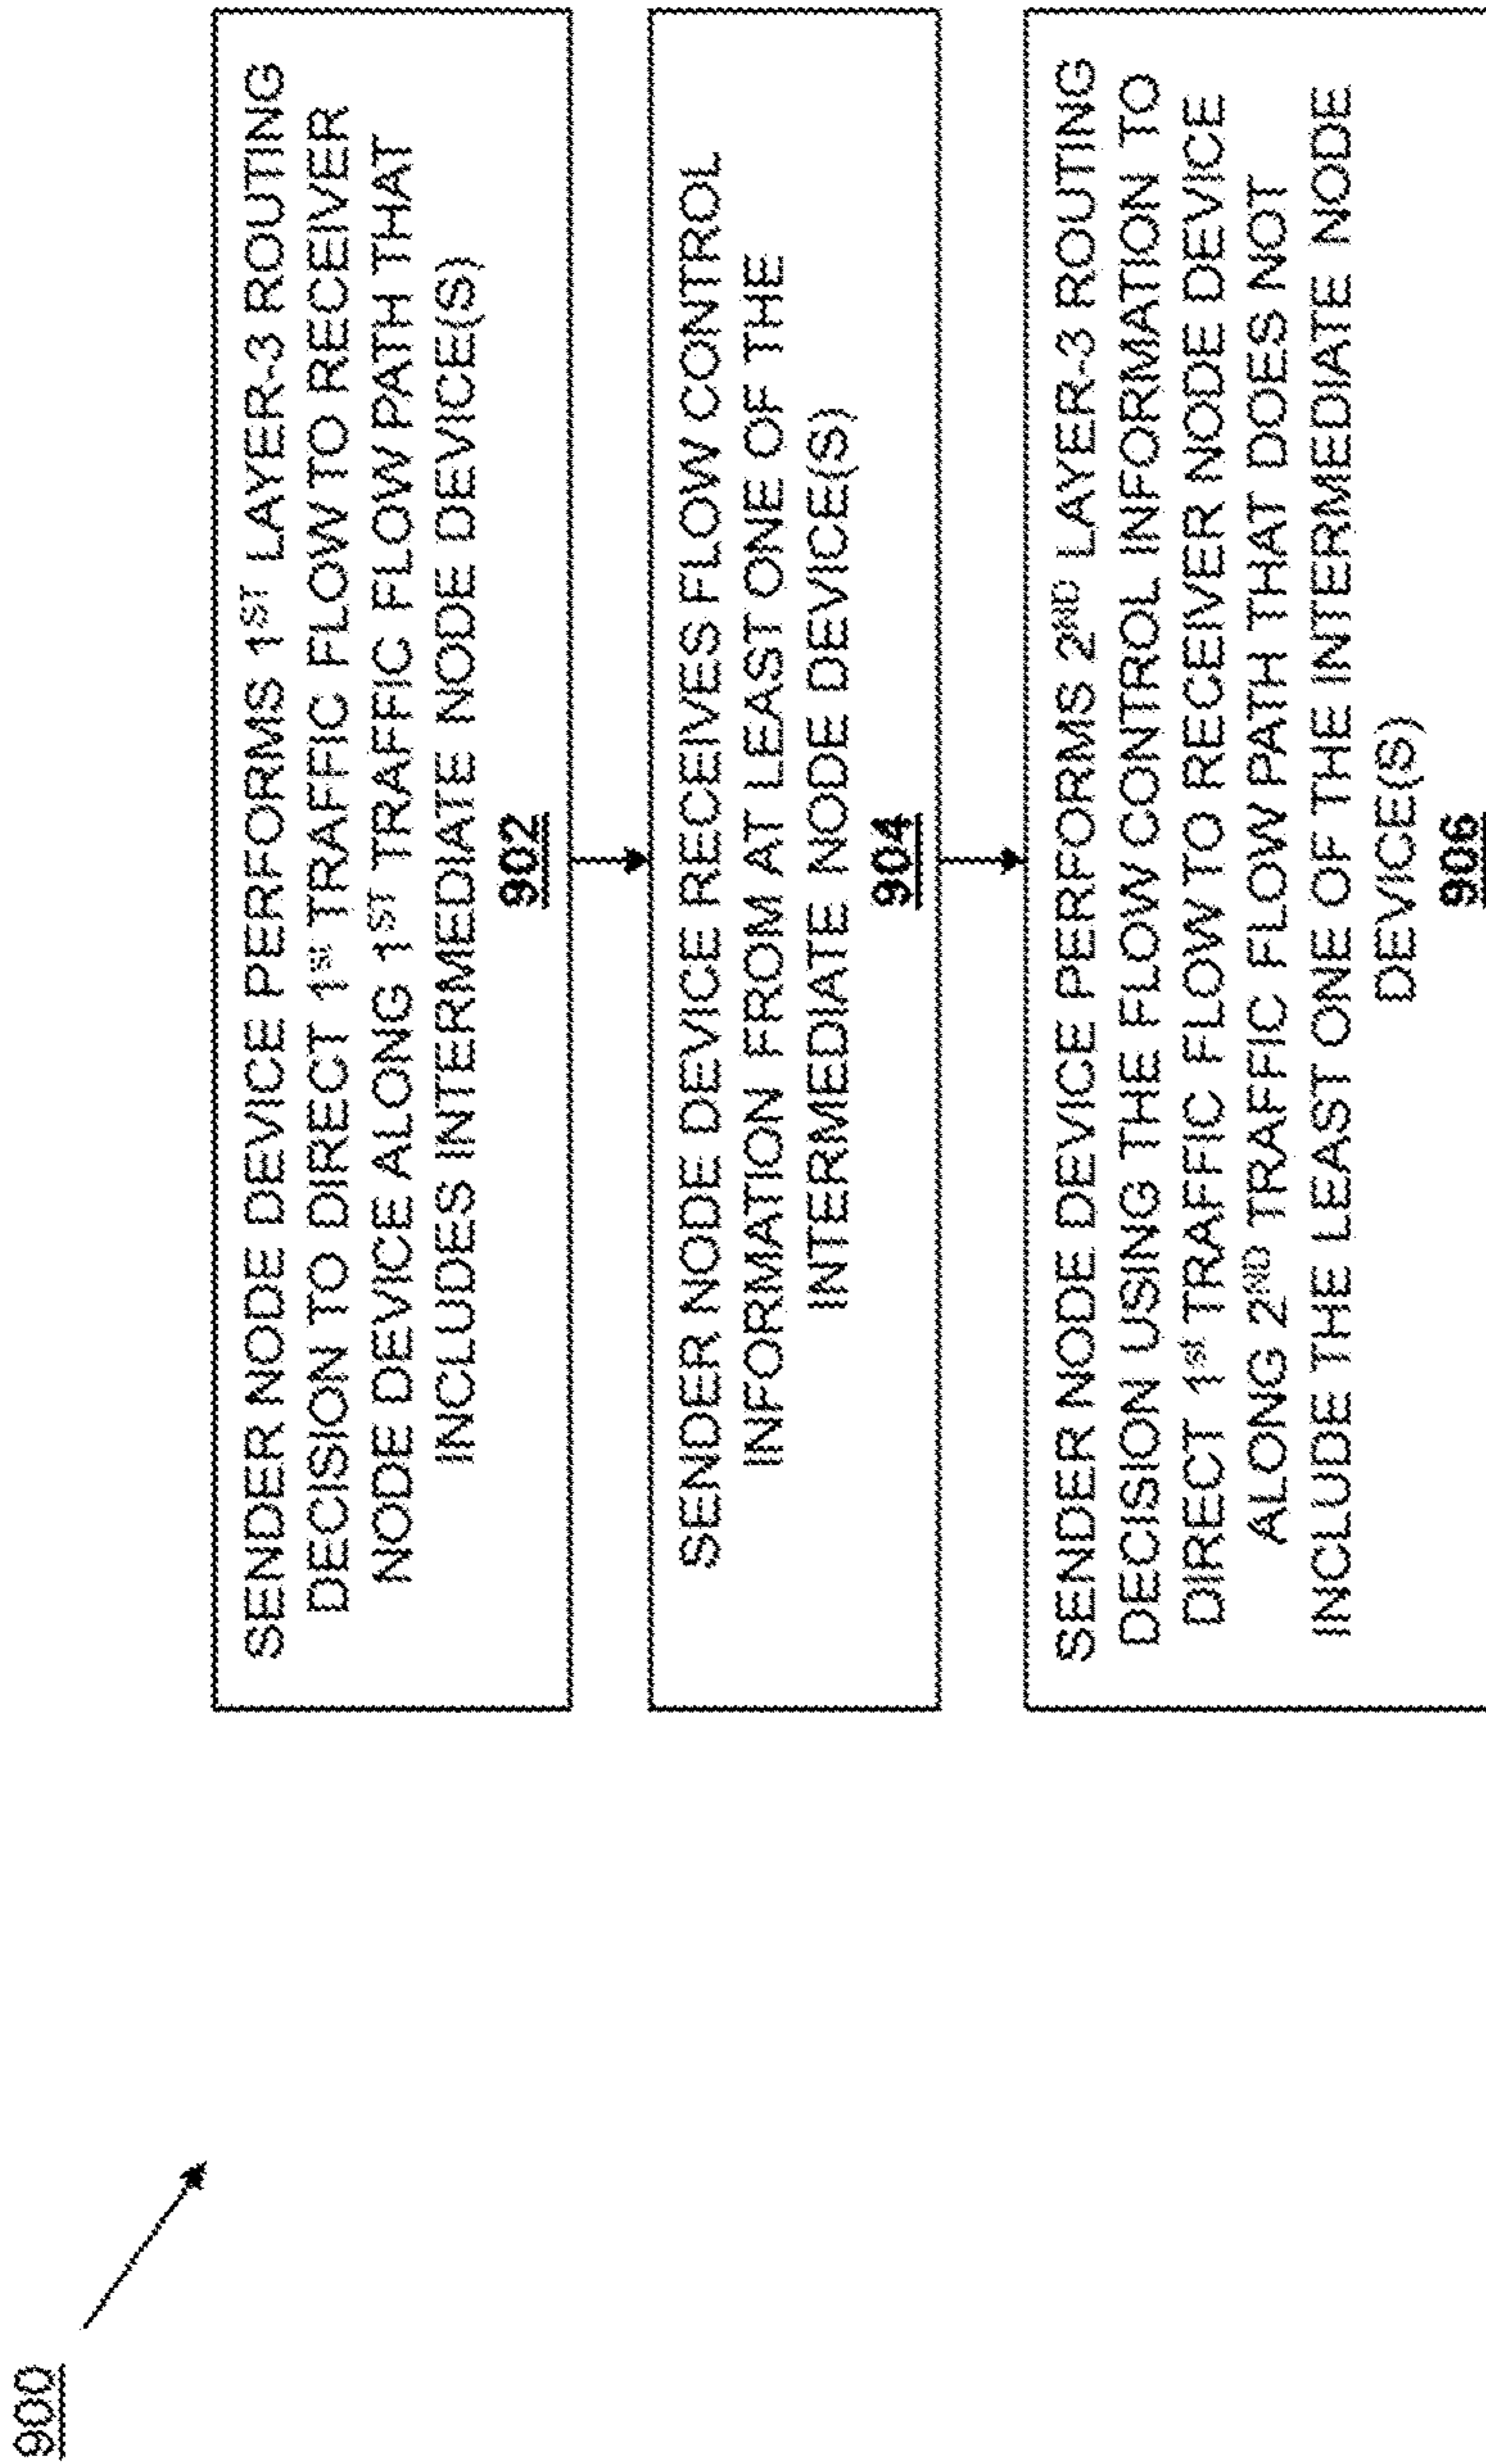 900
SENDER NODE DEVICE PERFORMS 1ST LAYER-3 ROUTING
DECISION TO DIRECT 1st TRAFFIC FLOW TO RECEIVER
NODE DEVICE ALONG 1ST TRAFFIC FLOW PATH THAT
INCLUDES INTERMEDIATE NODE DEVICE(S)
902
SENDER NODE DEVICE RECEIVES FLOW CONTROL
INFORMATION FROM AT LEAST ONE OF THE
INTERMEDIATE NODE DEVICE(S)
904
SENDER NODE DEVICE PERFORMS 2ND LAYER-3 ROUTING
DECISION USING THE FLOW CONTROL INFORMATION TO
DIRECT 1st TRAFFIC FLOW TO RECEIVER NODE DEVICE
ALONG 2ND TRAFFIC FLOW PATH THAT DOES NOT
INCLUDE THE LEAST ONE OF THE INTERMEDIATE NODE
DEVICE(S)
906